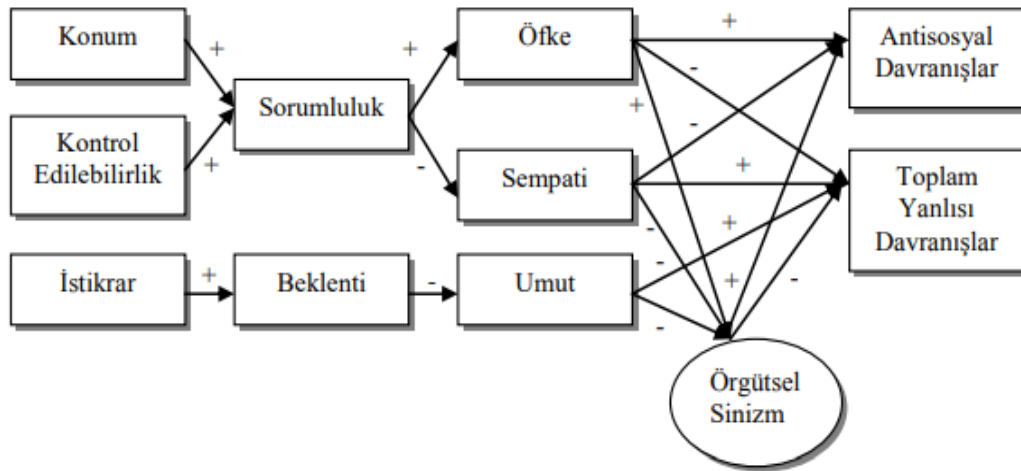 Konum
Kontrol
Edilebilirlik
İstikrar
+
+
+
Sorumluluk
Beklenti
+
-
-
Öfke
Sempati
Umut
+
-
+
-
+
-
+
-
+
-
-
Antisosyal
Davranışlar
Toplam
Yanlısı
Davranışlar
Örgütsel
Sinizm